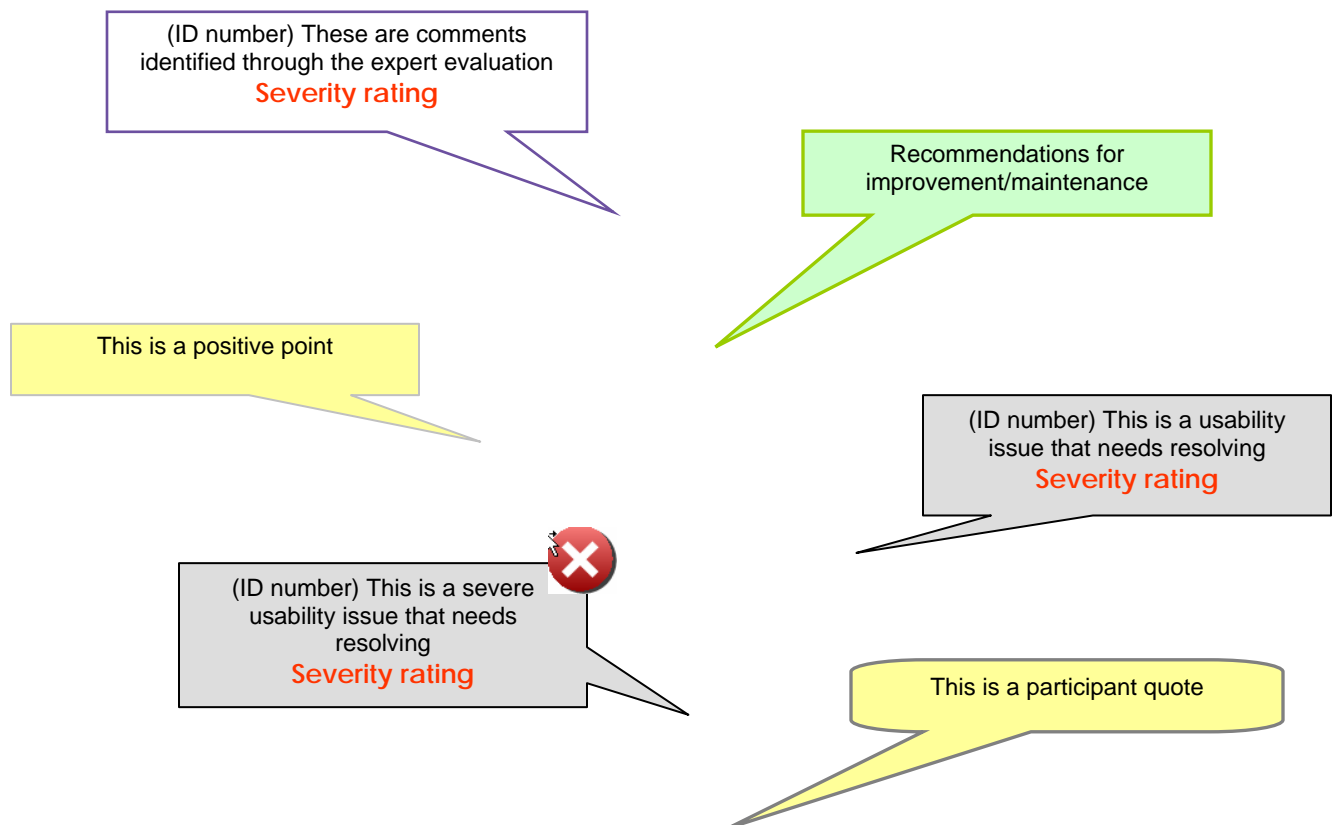 (ID number) These are comments
identified through the expert evaluation
Severity rating
Recommendations for
improvement/maintenance
This is a positive point
(ID number) This is a usability
issue that needs resolving
Severity rating
(ID number) This is a severe
usability issue that needs
resolving
Severity rating
This is a participant quote